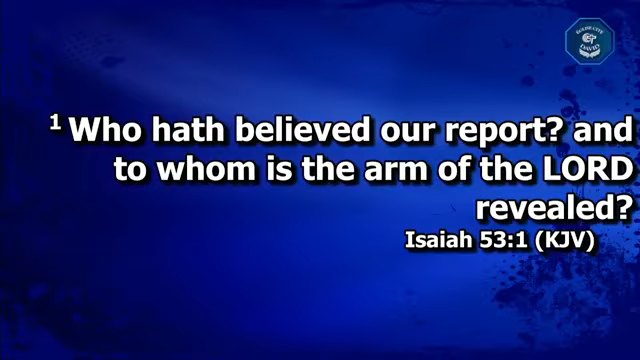 1 Who hath believed our report? and
to whom is the arm of the LORD
revealed?
Isaiah 53:1 (KJV)
DAVID